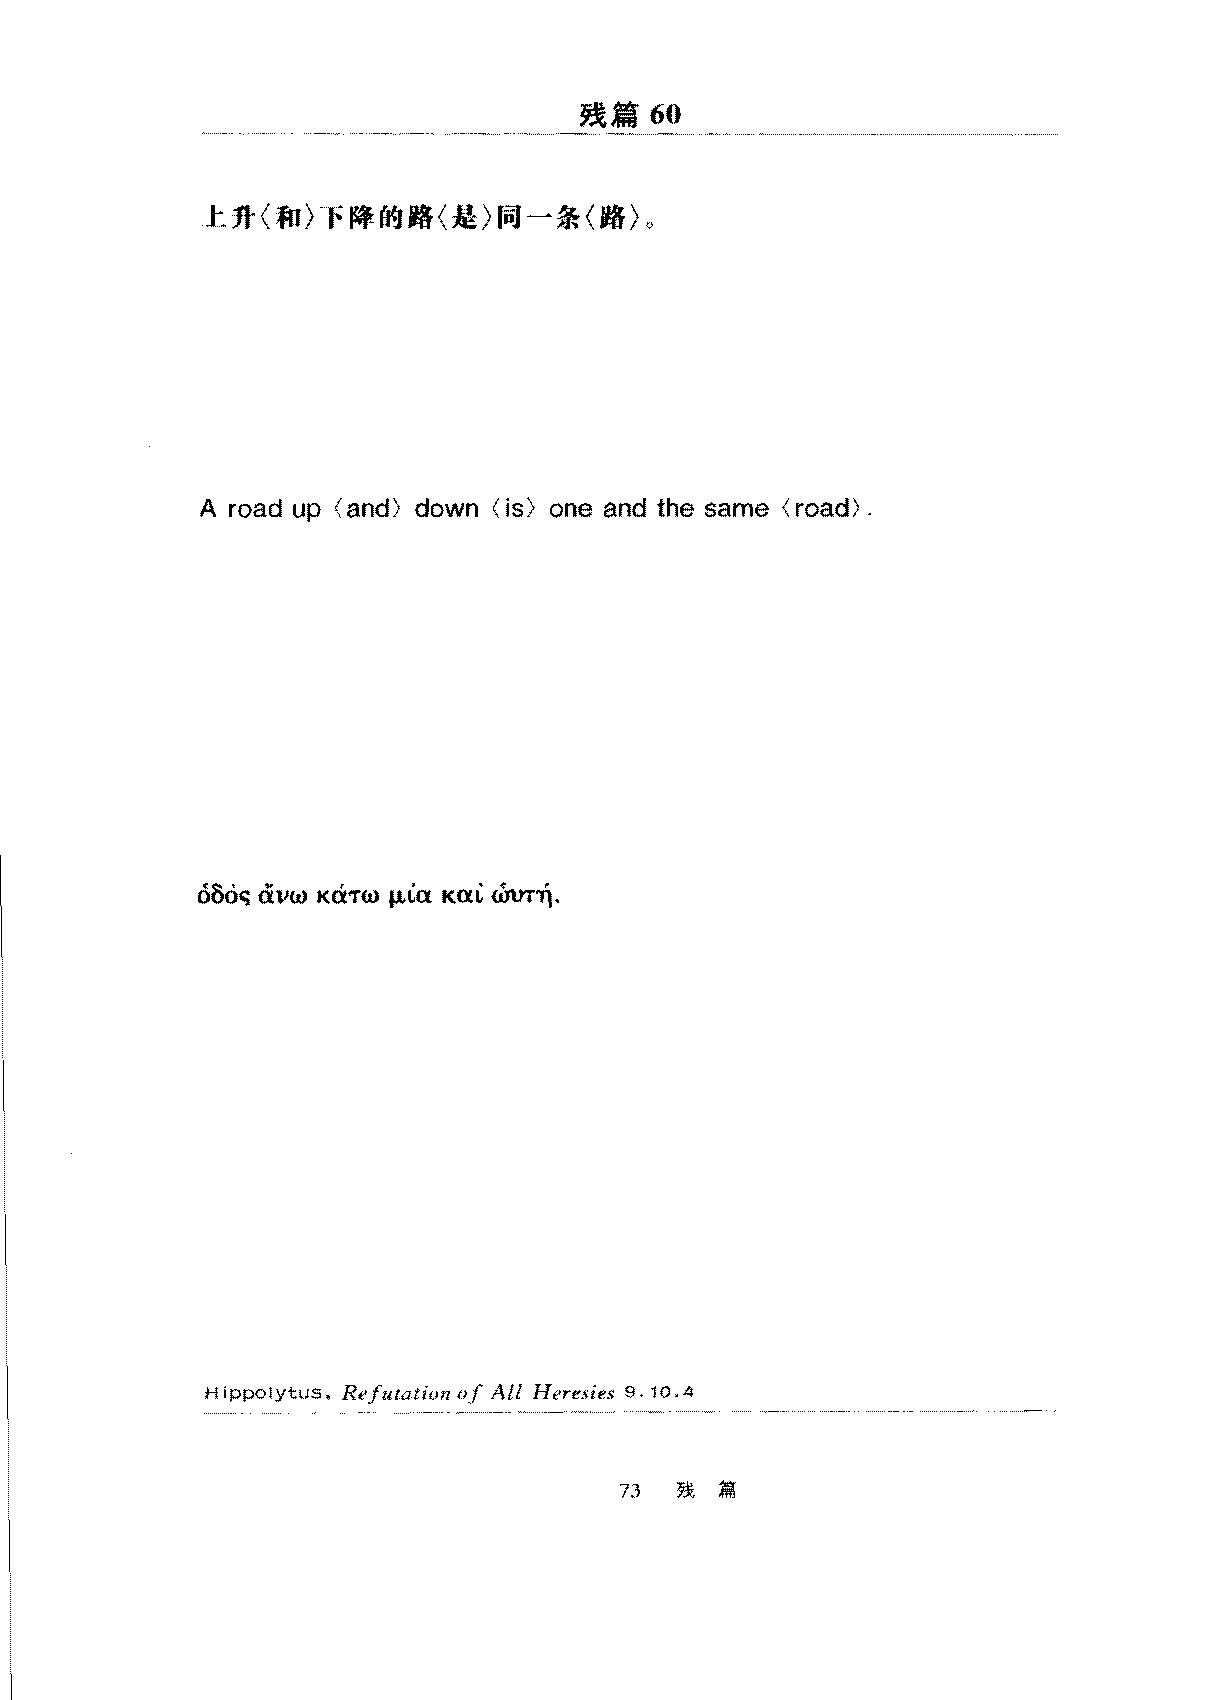 残篇 60
上升〈和〉下降的路〈是〉同一条〈路〉。
A road up 〈and〉 down 〈is〉 one and the same 〈road〉.
ὁδὸς ἄνω κάτω μία καὶ ὡυτή.
Hippolytus, Refutation of All Heresies 9.10.4
73 残 篇